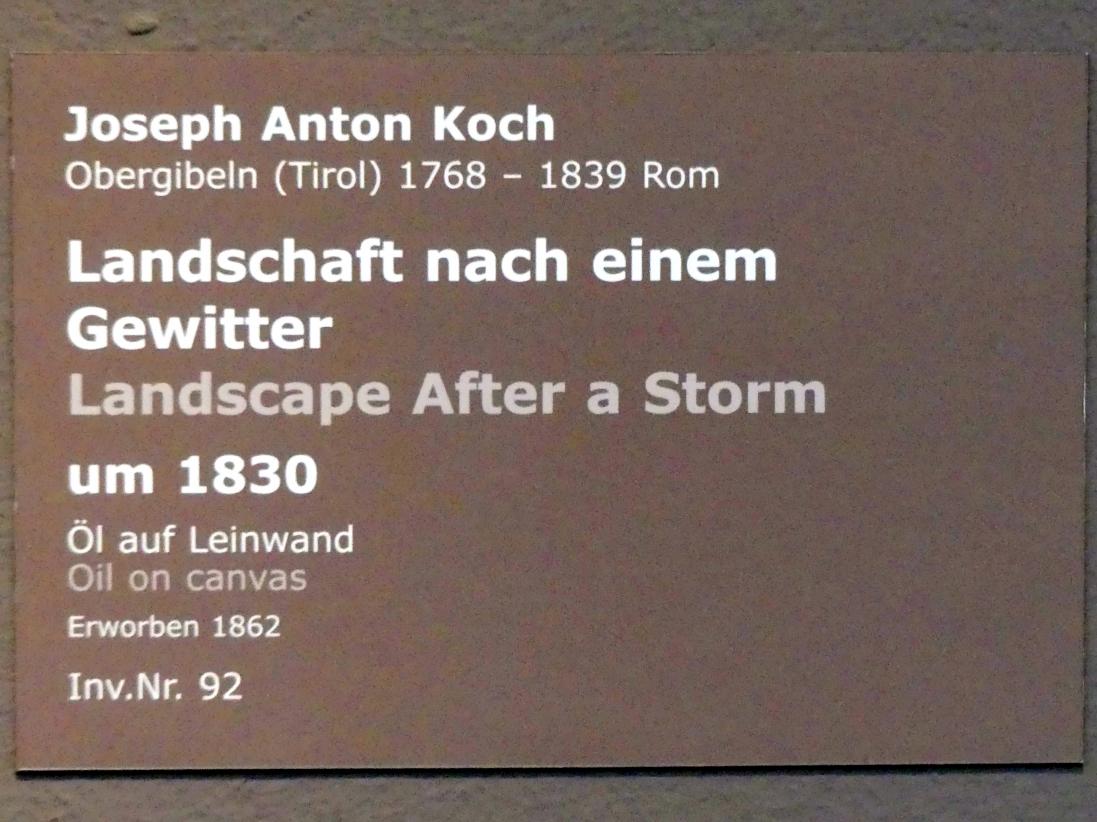 Joseph Anton Koch
Obergibeln (Tirol) 1768 – 1839 Rom
Landschaft nach einem
Gewitter
Landscape After a Storm
um 1830
Öl auf Leinwand
Oil on canvas
Erworben 1862
Inv.Nr. 92